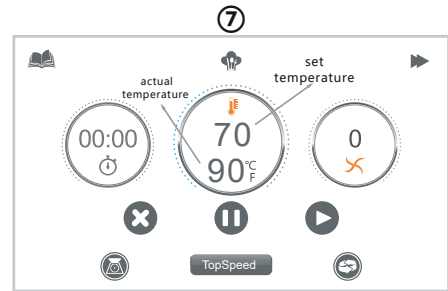 ⑦
set
temperature
actual
temperature
00:00
70
90 °C
F
0
TopSpeed